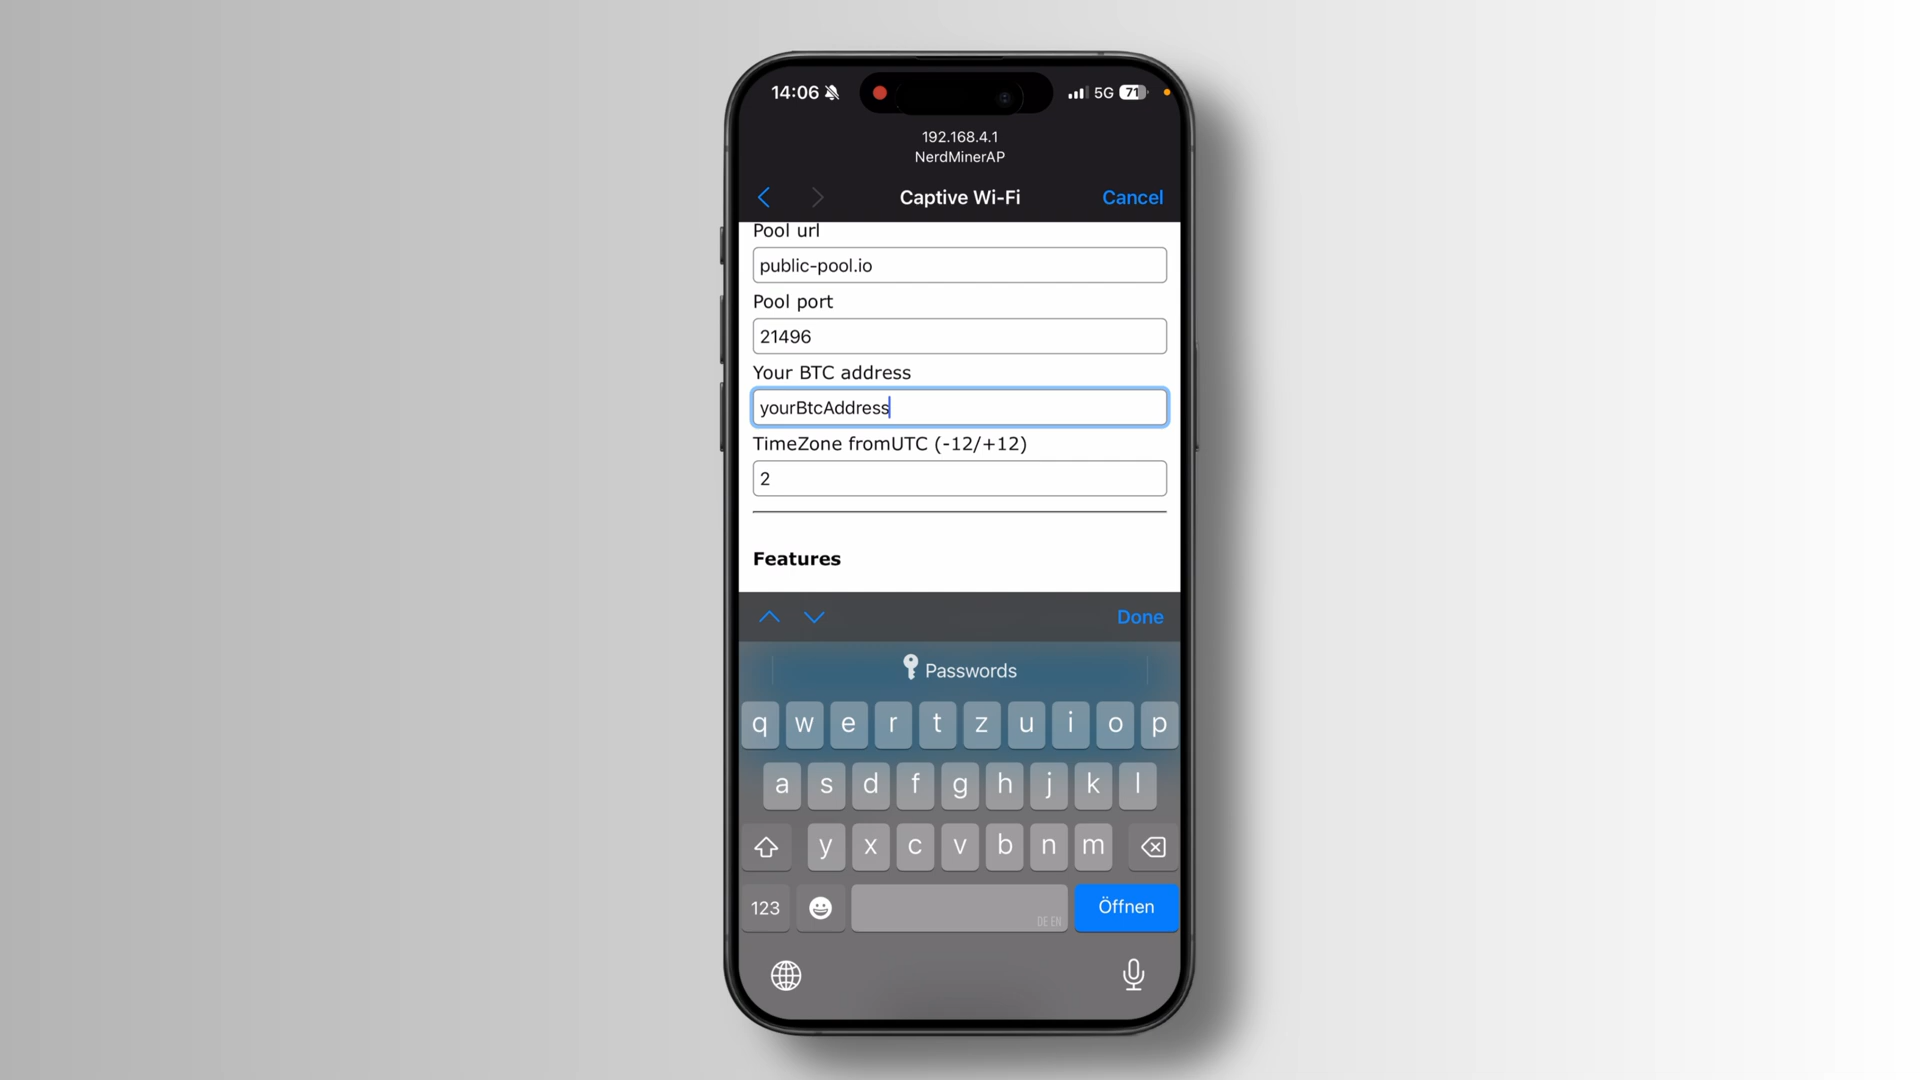 14:06 5G 71
192.168.4.1
NerdMinerAP
Captive Wi-Fi Cancel
Pool url
public-pool.io
Pool port
21496
Your BTC address
yourBtcAddress
TimeZone fromUTC (-12/+12)
2
Features
Done
Passwords
q w e r t z u i o p
a s d f g h j k l
y x c v b n m
123 DE EN Öffnen